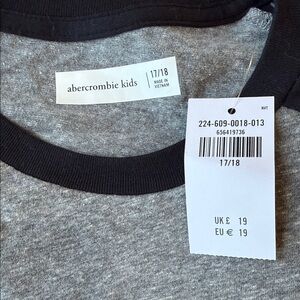 abercrombie kids
17/18
MADE IN
VIETNAM
224-609-0018-013
656419736
17/18
UK £ 19
EU € 19